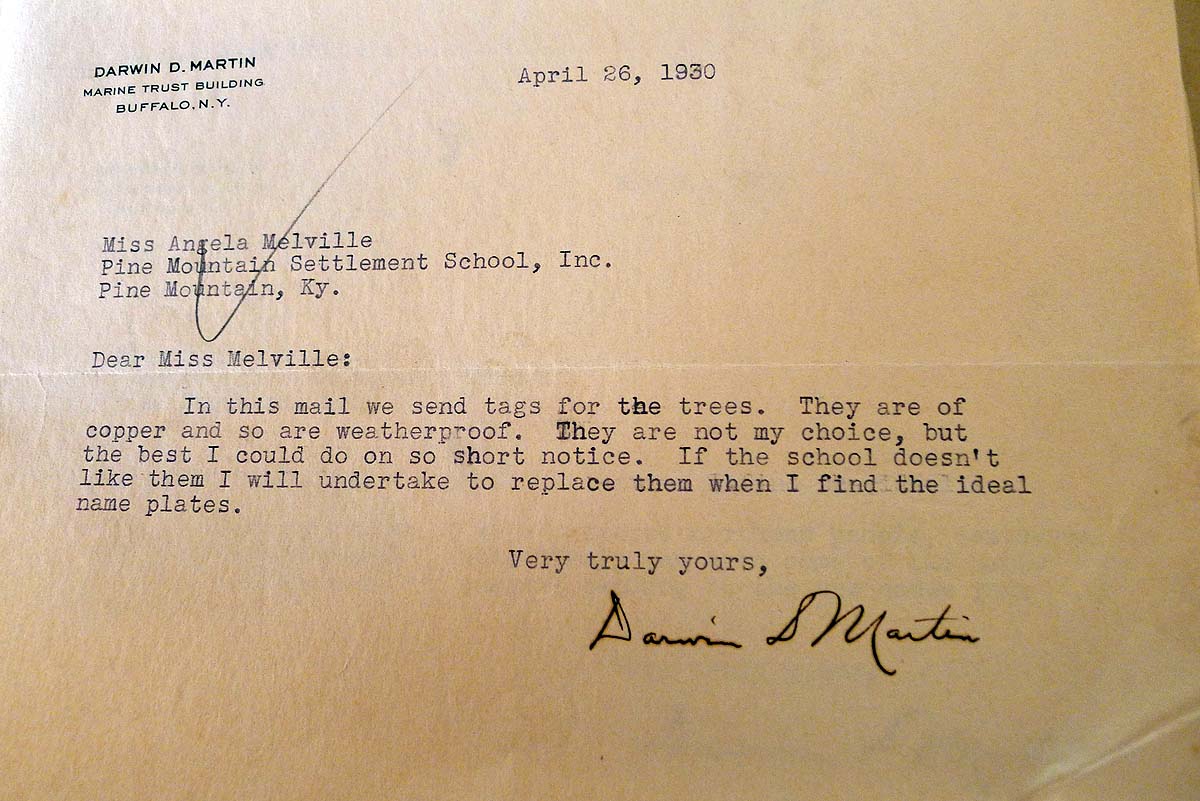 DARWIN D. MARTIN
MARINE TRUST BUILDING
BUFFALO, N.Y.
April 26, 1930
Miss Angela Melville
Pine Mountain Settlement School, Inc.
Pine Mountain, Ky.
Dear Miss Melville:
In this mail we send tags for the trees. They are of
copper and so are weatherproof. They are not my choice, but
the best I could do on so short notice. If the school doesn't
like them I will undertake to replace them when I find the ideal
name plates.
Very truly yours,
Darwin D Martin